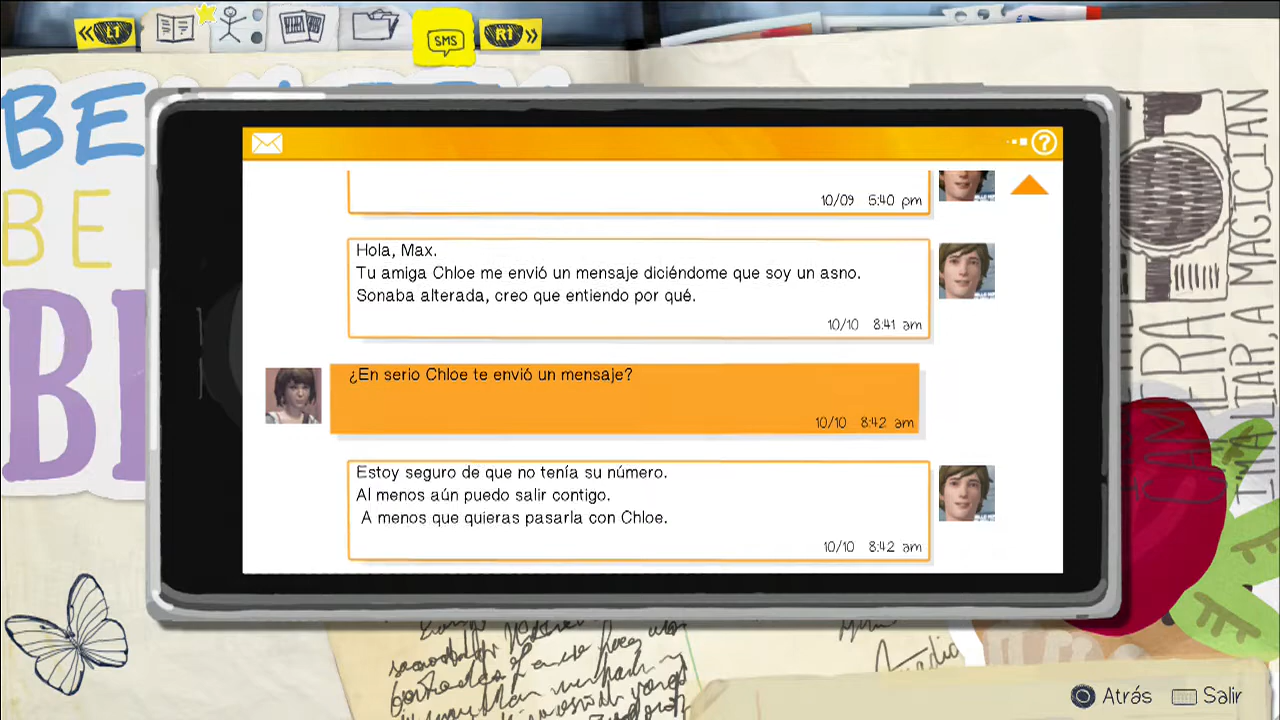 L1
SMS
R1
BE
BE
10/09 5:40 pm
Hola, Max.
Tu amiga Chloe me envió un mensaje diciéndome que soy un asno.
Sonaba alterada, creo que entiendo por qué.
10/10 8:41 am
¿En serio Chloe te envió un mensaje?
10/10 8:42 am
Estoy seguro de que no tenía su número.
Al menos aún puedo salir contigo.
A menos que quieras pasarla con Chloe.
10/10 8:42 am
A MAGICIAN
Atrás
Salir